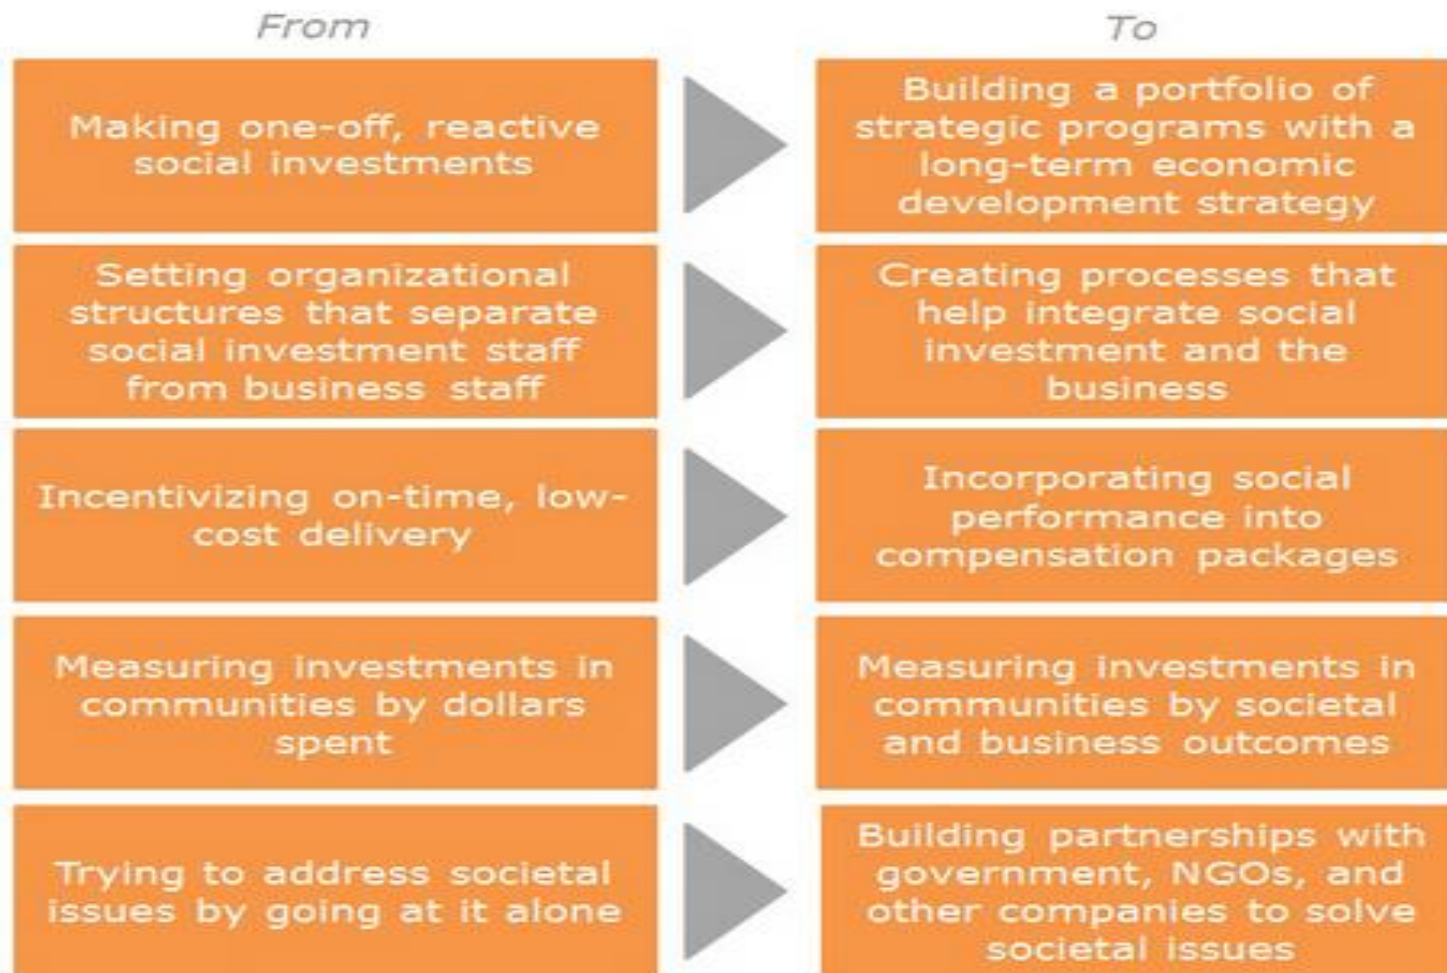 From
To
Making one-off, reactive
social investments
Building a portfolio of
strategic programs with a
long-term economic
development strategy
Setting organizational
structures that separate
social investment staff
from business staff
Creating processes that
help integrate social
investment and the
business
Incentivizing on-time, low-
cost delivery
Incorporating social
performance into
compensation packages
Measuring investments in
communities by dollars
spent
Measuring investments in
communities by societal
and business outcomes
Trying to address societal
issues by going at it alone
Building partnerships with
government, NGOs, and
other companies to solve
societal issues